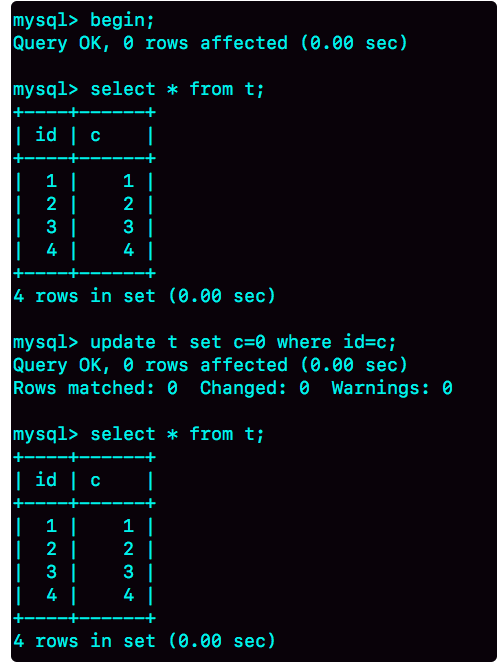 mysql> begin;
Query OK, 0 rows affected (0.00 sec)
mysql> select * from t;
+----+------+
| id | c    |
+----+------+
|  1 |    1 |
|  2 |    2 |
|  3 |    3 |
|  4 |    4 |
+----+------+
4 rows in set (0.00 sec)
mysql> update t set c=0 where id=c;
Query OK, 0 rows affected (0.00 sec)
Rows matched: 0  Changed: 0  Warnings: 0
mysql> select * from t;
+----+------+
| id | c    |
+----+------+
|  1 |    1 |
|  2 |    2 |
|  3 |    3 |
|  4 |    4 |
+----+------+
4 rows in set (0.00 sec)